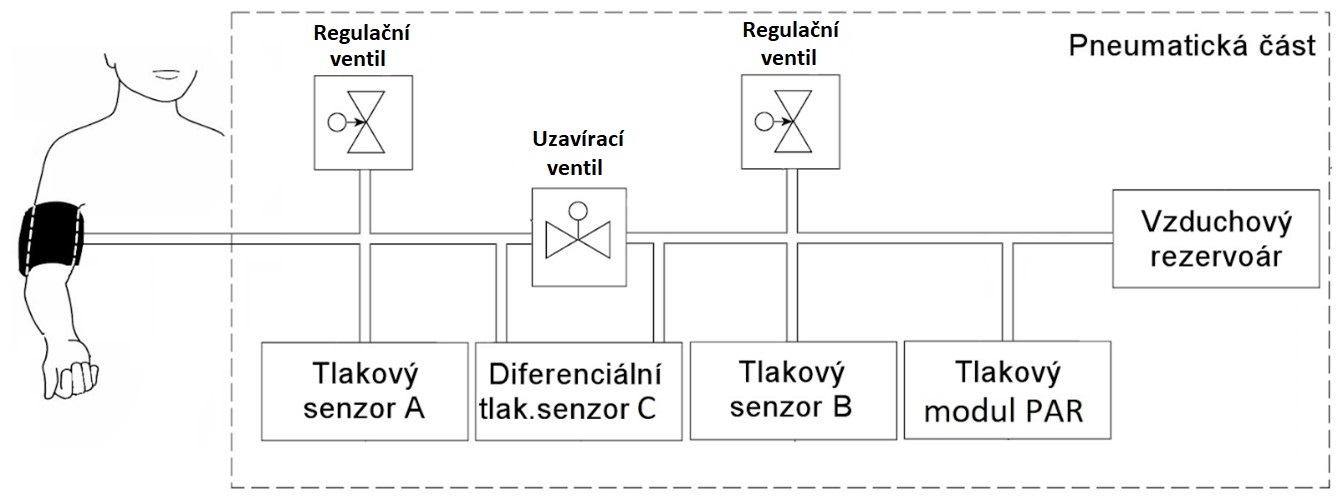 Regulační
ventil
Regulační
ventil
Pneumatická část
Uzavírací
ventil
Vzduchový
rezervoár
Tlakový
senzor A
Diferenciální
tlak.senzor C
Tlakový
senzor B
Tlakový
modul PAR